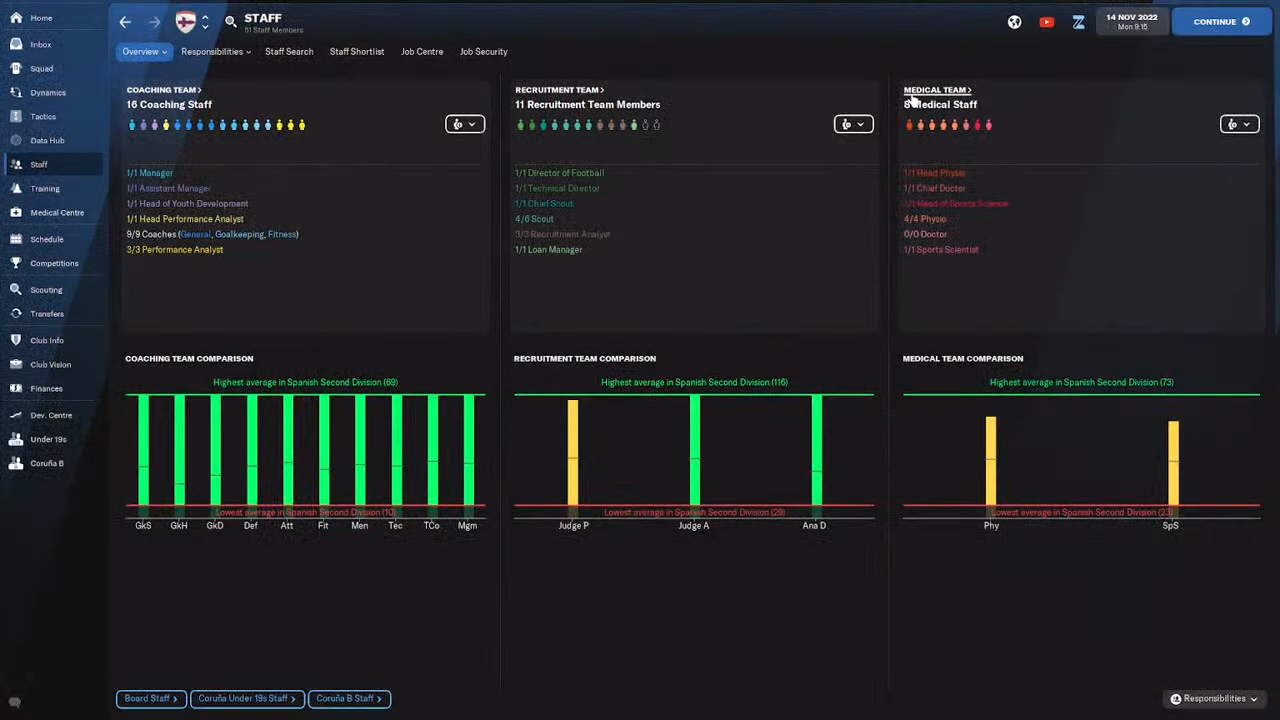 Home
Inbox
Squad
Dynamics
Tactics
Data Hub
Staff
Training
Medical Centre
Schedule
Competitions
Scouting
Transfers
Club Info
Club Vision
Finances
Dev. Centre
Under 19s
Coruña B
STAFF
51 Staff Members
14 NOV 2022
Mon 9:15
CONTINUE
Overview
Responsibilities
Staff Search
Staff Shortlist
Job Centre
Job Security
COACHING TEAM >
16 Coaching Staff
1/1 Manager
1/1 Assistant Manager
1/1 Head of Youth Development
1/1 Head Performance Analyst
9/9 Coaches (General, Goalkeeping, Fitness)
3/3 Performance Analyst
RECRUITMENT TEAM >
11 Recruitment Team Members
1/1 Director of Football
1/1 Technical Director
1/1 Chief Scout
4/6 Scout
3/3 Recruitment Analyst
1/1 Loan Manager
MEDICAL TEAM >
8 Medical Staff
1/1 Head Physio
1/1 Chief Doctor
1/1 Head of Sports Science
4/4 Physio
0/0 Doctor
1/1 Sports Scientist
COACHING TEAM COMPARISON
Highest average in Spanish Second Division (69)
Lowest average in Spanish Second Division (10)
GkS GkH GkD Def Att Fit Men Tec TCo Mgm
RECRUITMENT TEAM COMPARISON
Highest average in Spanish Second Division (116)
Lowest average in Spanish Second Division (29)
Judge P Judge A Ana D
MEDICAL TEAM COMPARISON
Highest average in Spanish Second Division (73)
Lowest average in Spanish Second Division (23)
Phy SpS
Board Staff >
Coruña Under 19s Staff >
Coruña B Staff >
Responsibilities